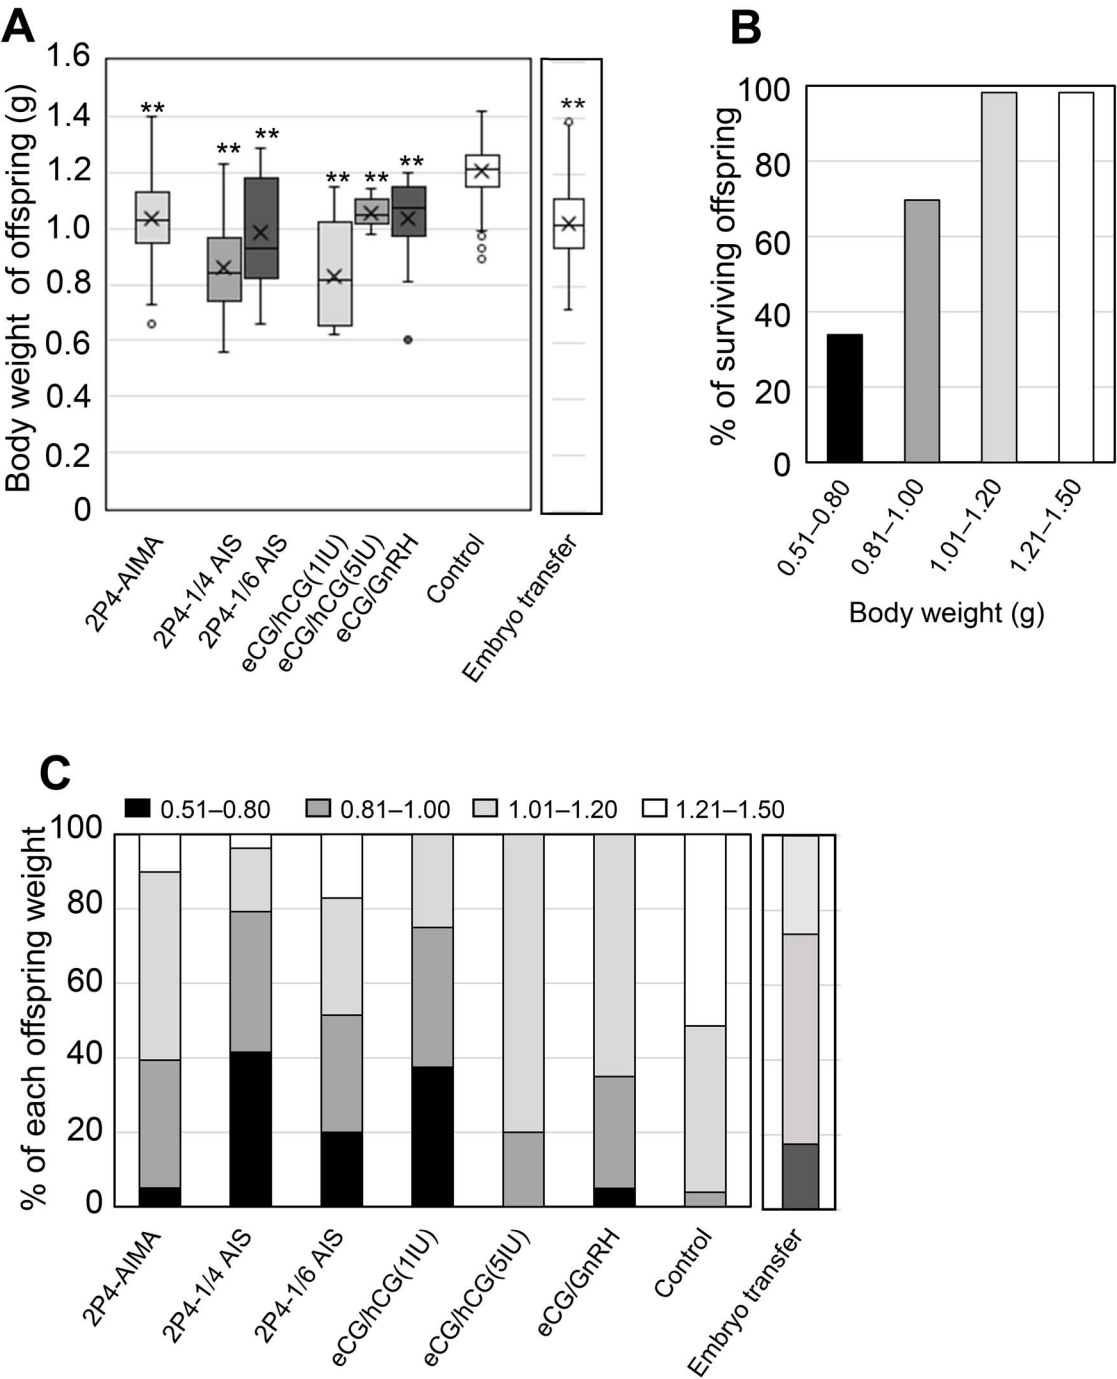 A
Body weight of offspring (g)
1.6
1.4
1.2
1.0
0.8
0.6
0.4
0.2
0
**
**
**
**
**
**
**
2P4-AIMA
2P4-1/4 AIS
2P4-1/6 AIS
eCG/hCG(1IU)
eCG/hCG(5IU)
eCG/GnRH
Control
Embryo transfer
B
% of surviving offspring
100
80
60
40
20
0
0.51–0.80
0.81–1.00
1.01–1.20
1.21–1.50
Body weight (g)
C
0.51–0.80 0.81–1.00 1.01–1.20 1.21–1.50
% of each offspring weight
100
80
60
40
20
0
2P4-AIMA
2P4-1/4 AIS
2P4-1/6 AIS
eCG/hCG(1IU)
eCG/hCG(5IU)
eCG/GnRH
Control
Embryo transfer